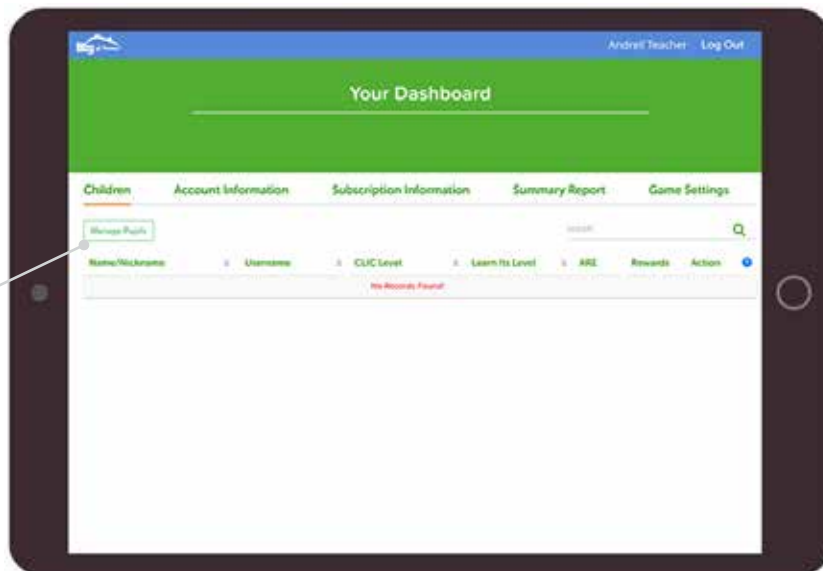 Andrell Teacher Log Out
Your Dashboard
Children Account Information Subscription Information Summary Report Game Settings
Manage Pupils
search
Name/Nickname Username CLIC Level Learn Its Level ARE Rewards Action
No Records Found!